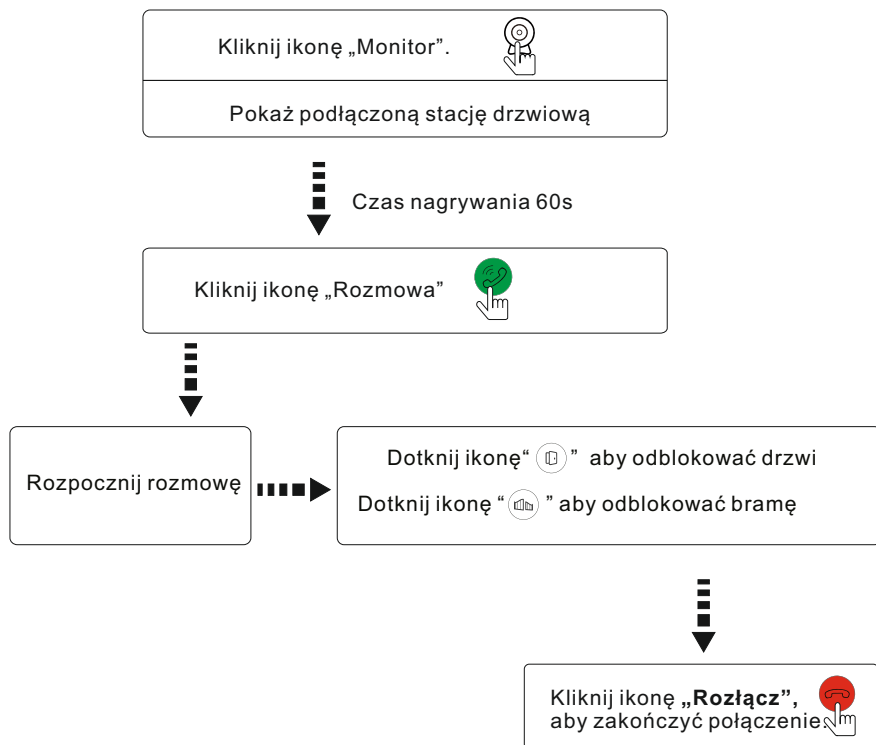 Kliknij ikonę „Monitor”.
Pokaż podłączoną stację drzwiową
Czas nagrywania 60s
Kliknij ikonę „Rozmowa”
Rozpocznij rozmowę
Dotknij ikonę“ ” aby odblokować drzwi
Dotknij ikonę “ ” aby odblokować bramę
Kliknij ikonę „Rozłącz”,
aby zakończyć połączenie.